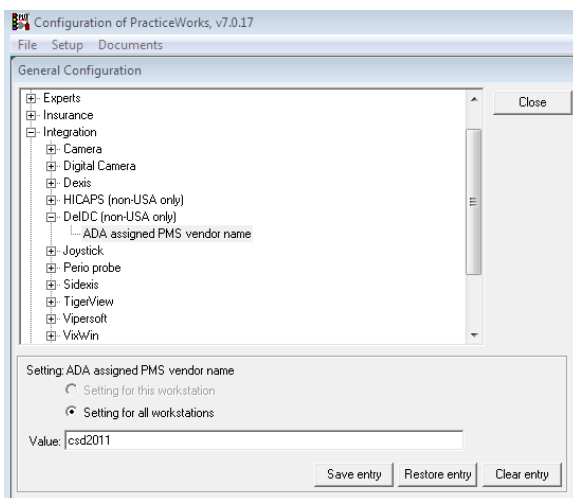 Configuration of PracticeWorks, v7.0.17
File Setup Documents
General Configuration
Experts
Close
Insurance
Integration
Camera
Digital Camera
Dexis
HICAPS (non-USA only)
DelDC (non-USA only)
ADA assigned PMS vendor name
Joystick
Perio probe
Sidexis
TigerView
Vipersoft
VixWin
Setting: ADA assigned PMS vendor name
Setting for this workstation
Setting for all workstations
Value: csd2011
Save entry Restore entry Clear entry